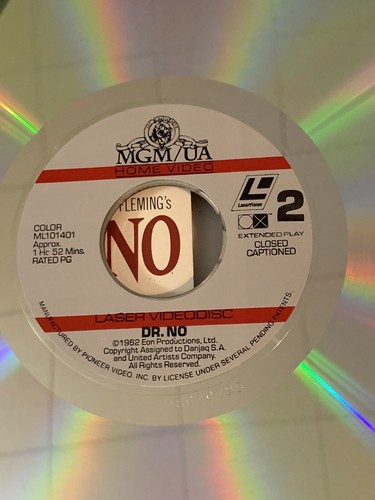 MGM/UA
HOME VIDEO
FLEMING's
NO
COLOR
ML101401
Approx.
1 Hr 52 Mins.
RATED PG
LaserVision
CX
2
EXTENDED PLAY
CLOSED
CAPTIONED
LASER VIDEODISC
DR. NO
©1962 Eon Productions, Ltd.
Copyright Assigned to Danjaq S.A.
and United Artists Company.
All Rights Reserved.
MANUFACTURED BY PIONEER VIDEO, INC. BY LICENSE UNDER SEVERAL PENDING PATENTS.